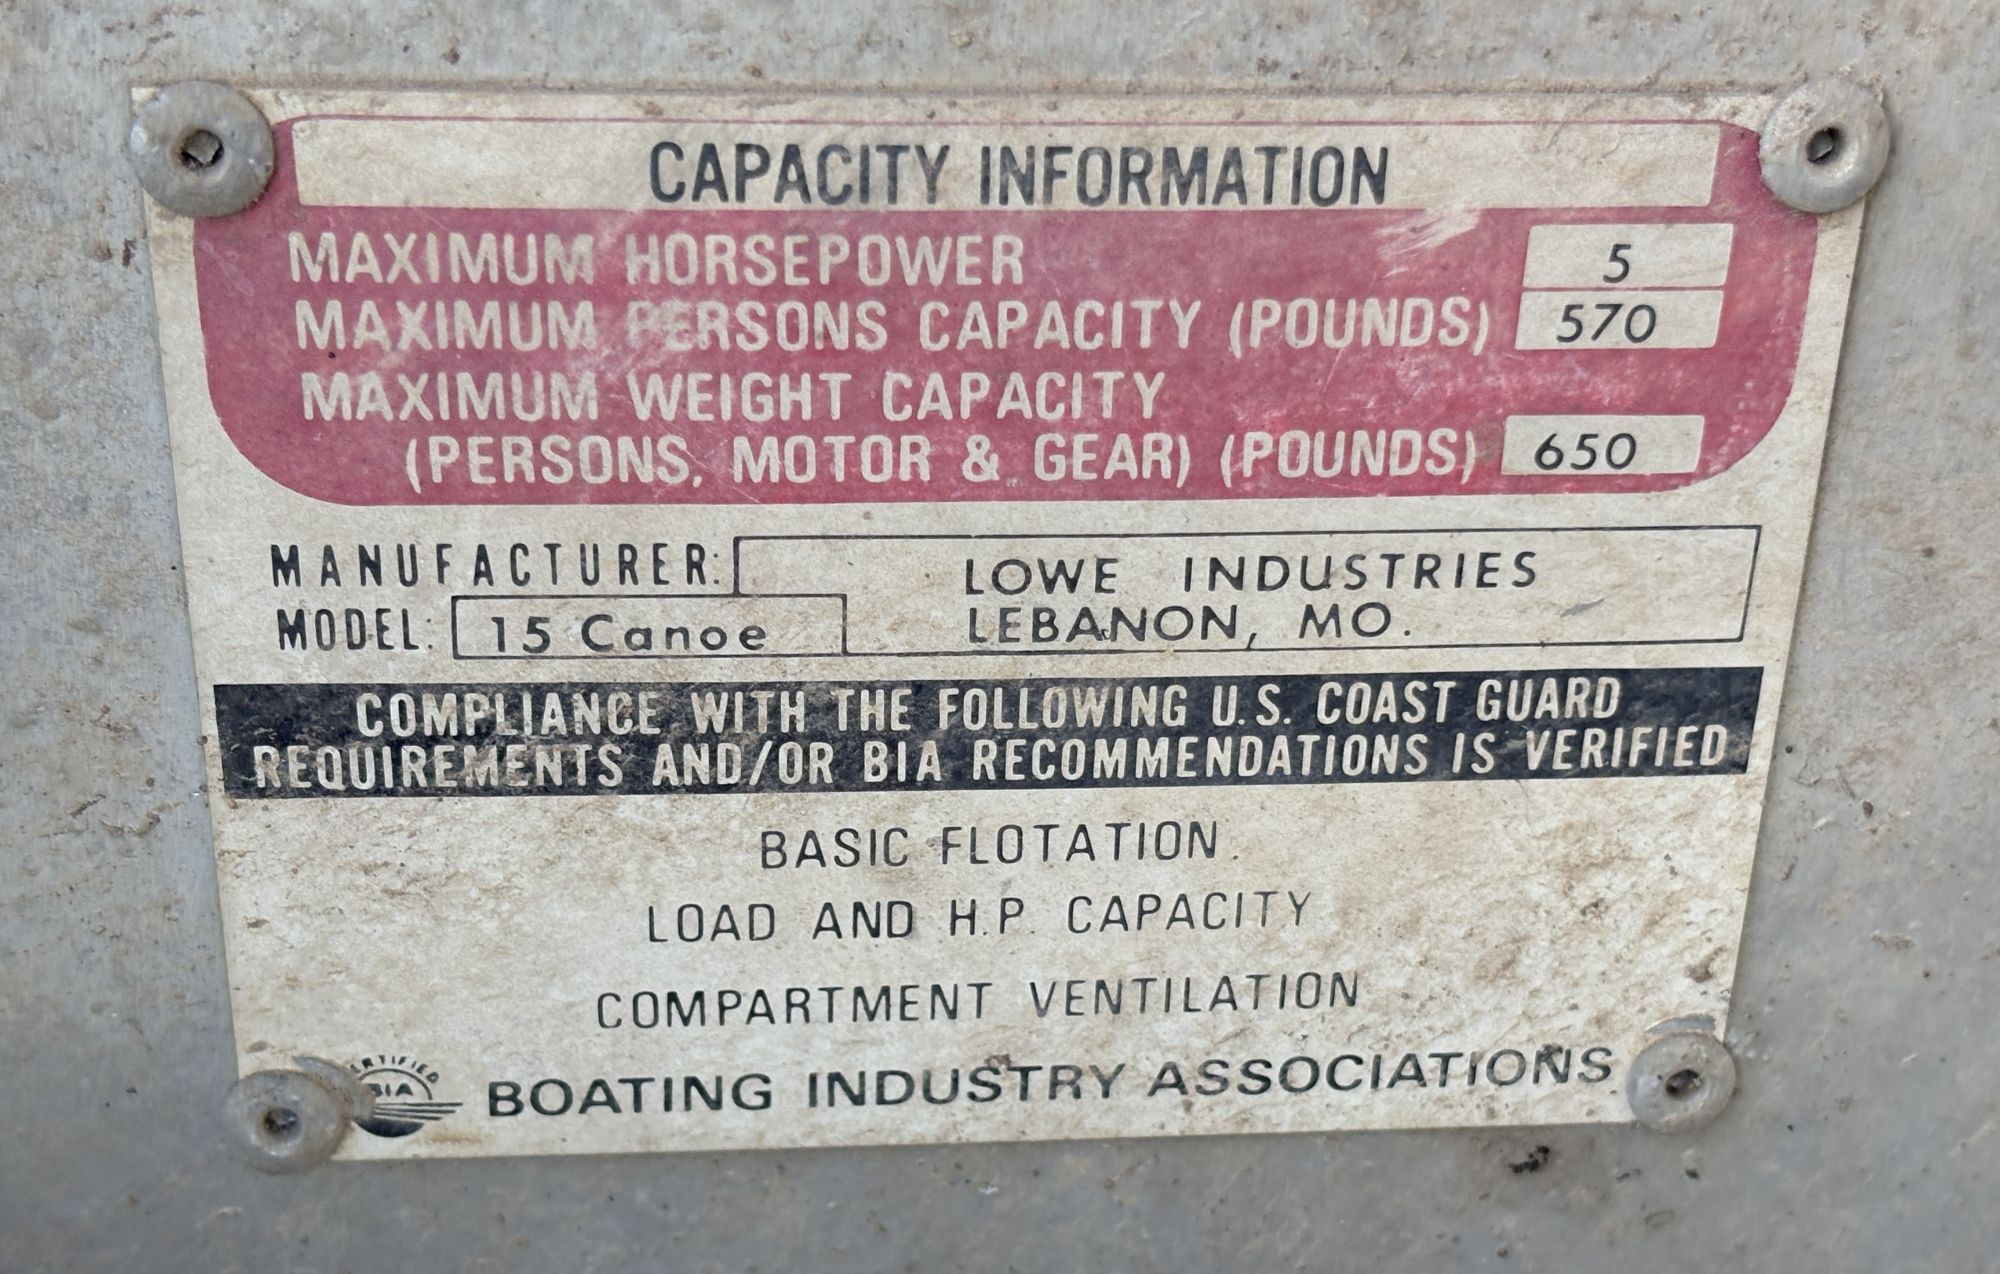 CAPACITY INFORMATION
MAXIMUM HORSEPOWER 5
MAXIMUM PERSONS CAPACITY (POUNDS) 570
MAXIMUM WEIGHT CAPACITY
(PERSONS, MOTOR & GEAR) (POUNDS) 650
MANUFACTURER: LOWE INDUSTRIES
MODEL: 15 Canoe LEBANON, MO.
COMPLIANCE WITH THE FOLLOWING U.S. COAST GUARD
REQUIREMENTS AND/OR BIA RECOMMENDATIONS IS VERIFIED
BASIC FLOTATION.
LOAD AND H.P. CAPACITY
COMPARTMENT VENTILATION
BIA
BOATING INDUSTRY ASSOCIATIONS